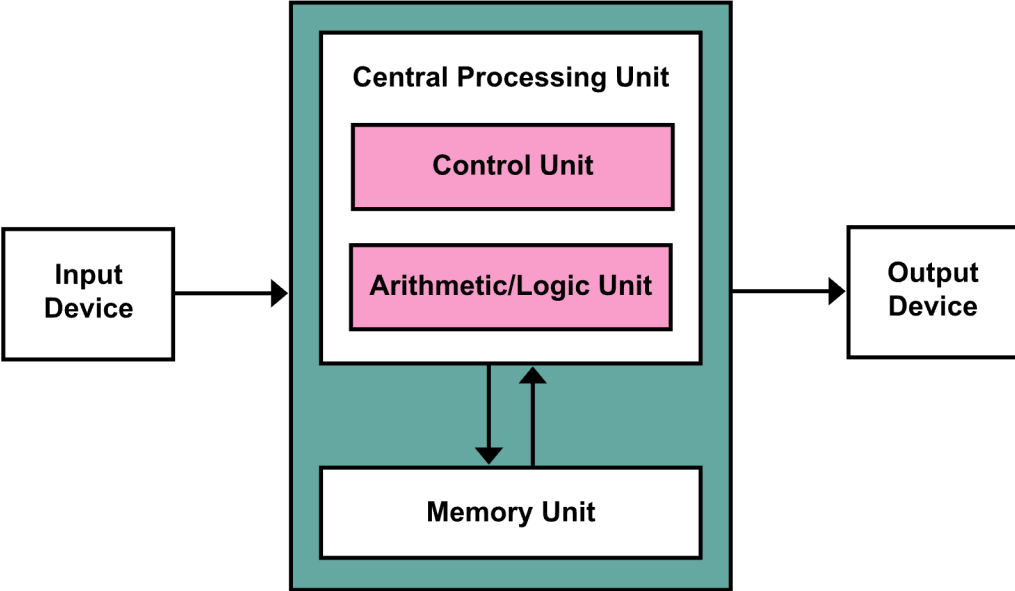 Central Processing Unit
Control Unit
Arithmetic/Logic Unit
Input
Device
Output
Device
Memory Unit